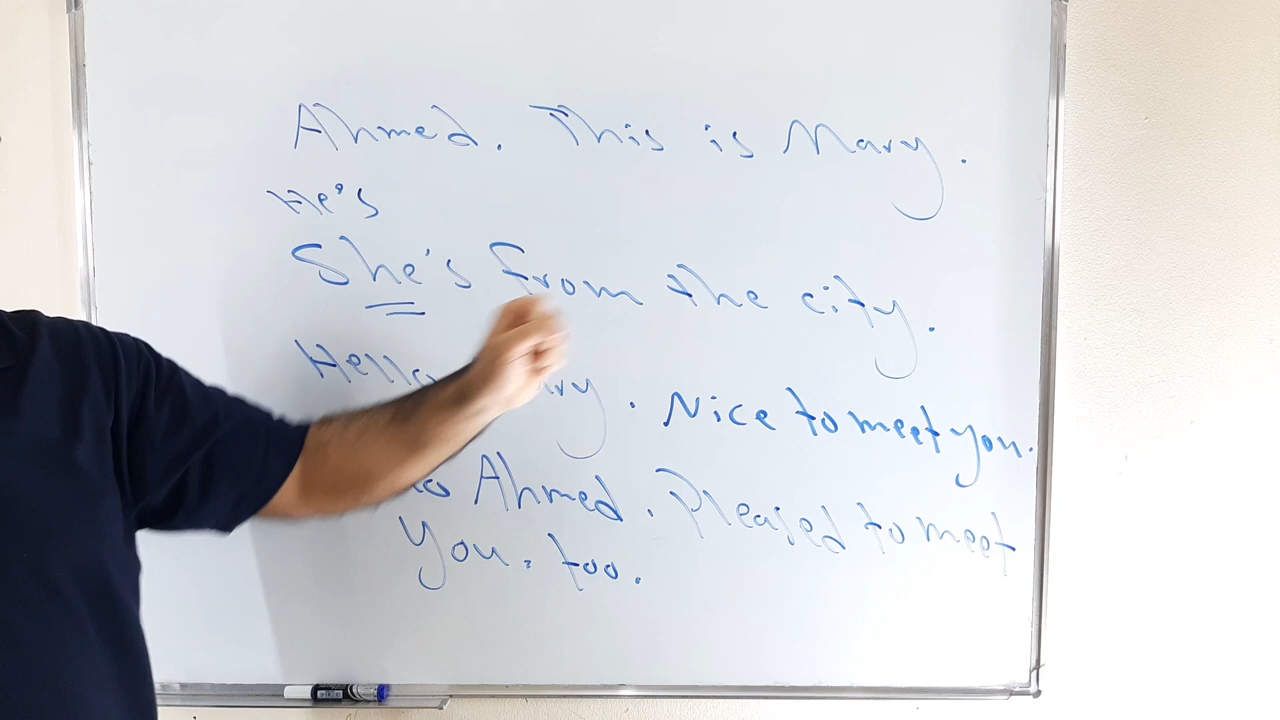 Ahmed. This is Mary.
He's
She's from the city.
Hello . Nice to meet you.
Ahmed. Pleased to meet
you, too.